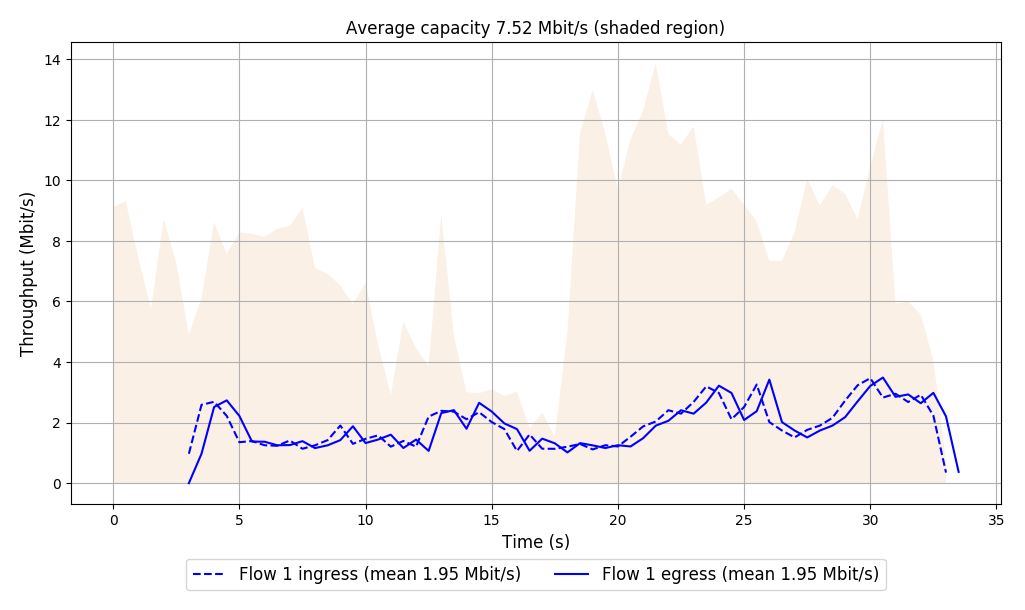 Average capacity 7.52 Mbit/s (shaded region)
14
12
10
8
6
4
2
0
Throughput (Mbit/s)
0 5 10 15 20 25 30 35
Time (s)
Flow 1 ingress (mean 1.95 Mbit/s) Flow 1 egress (mean 1.95 Mbit/s)